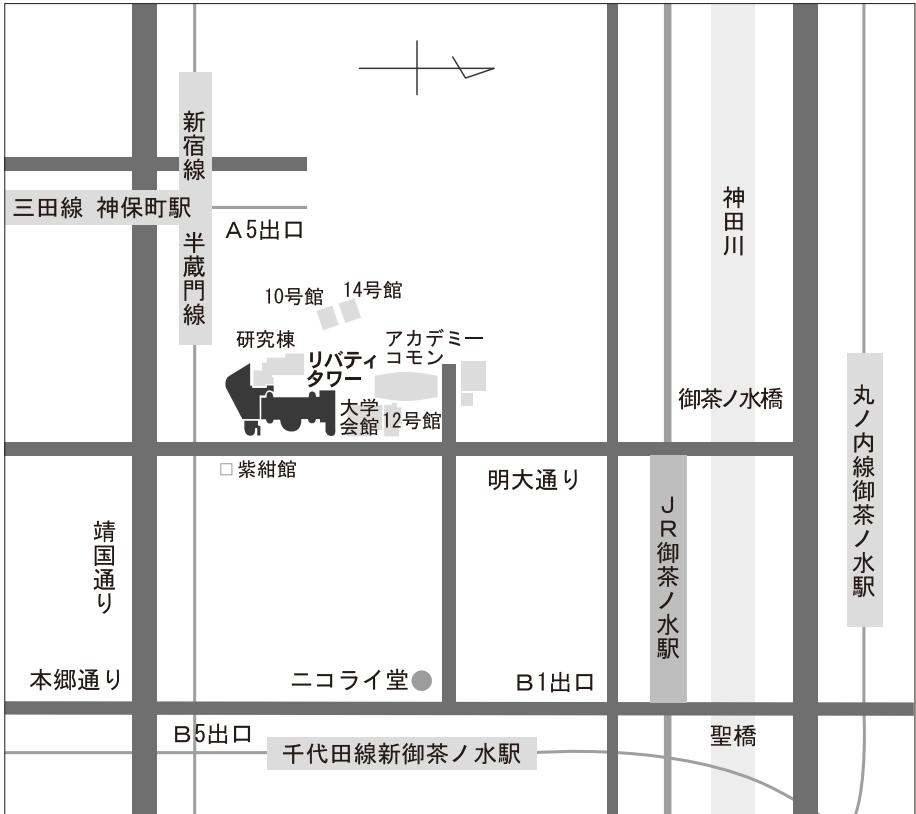 新宿線
三田線 神保町駅
半蔵門線
A5出口
神田川
10号館
14号館
研究棟
リバティ
タワー
アカデミー
コモン
大学
会館
12号館
御茶ノ水橋
丸ノ内線御茶ノ水駅
紫紺館
明大通り
靖国通り
JR御茶ノ水駅
本郷通り
ニコライ堂
B1出口
B5出口
千代田線新御茶ノ水駅
聖橋